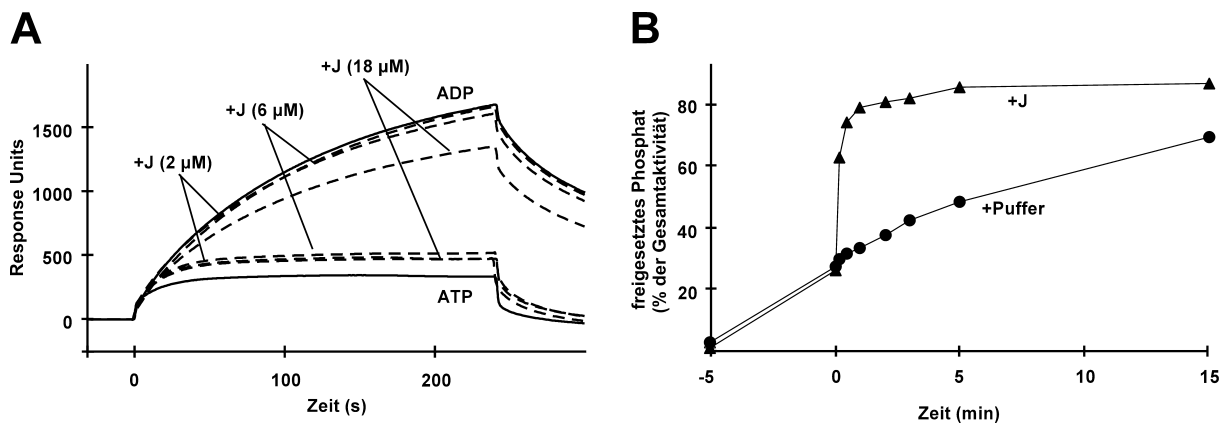 A
+J (18 µM)
ADP
+J (6 µM)
+J (2 µM)
ATP
1500
1000
500
0
Response Units
0
100
200
Zeit (s)
B
+J
+Puffer
80
60
40
20
freigesetztes Phosphat
(% der Gesamtaktivität)
-5
0
5
10
15
Zeit (min)